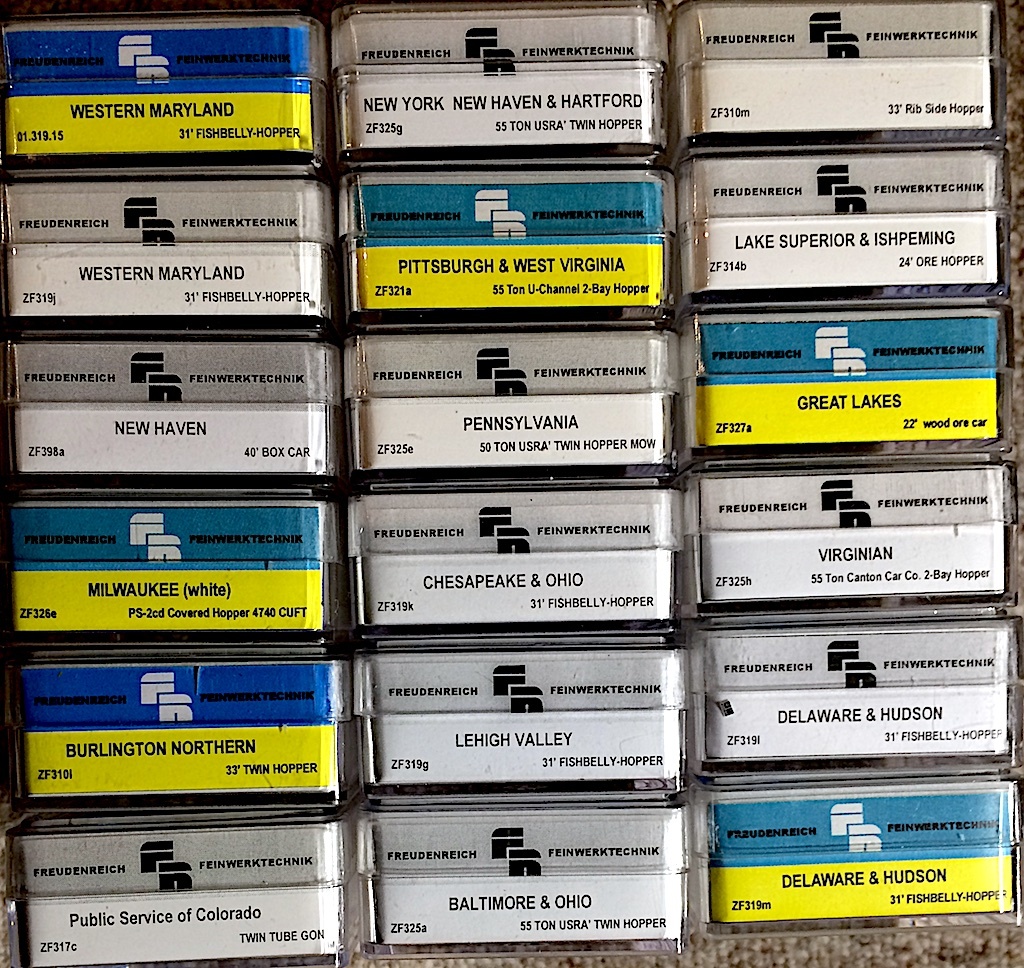 FREUDENREICH FEINWERKTECHNIK
WESTERN MARYLAND
01.319.15 31' FISHBELLY-HOPPER
FREUDENREICH FEINWERKTECHNIK
WESTERN MARYLAND
ZF319j 31' FISHBELLY-HOPPER
FREUDENREICH FEINWERKTECHNIK
NEW HAVEN
ZF398a 40' BOX CAR
FREUDENREICH FEINWERKTECHNIK
MILWAUKEE (white)
ZF326e PS-2cd Covered Hopper 4740 CUFT
FREUDENREICH FEINWERKTECHNIK
BURLINGTON NORTHERN
ZF310l 33' TWIN HOPPER
FREUDENREICH FEINWERKTECHNIK
Public Service of Colorado
ZF317c TWIN TUBE GON
FREUDENREICH FEINWERKTECHNIK
NEW YORK NEW HAVEN & HARTFORD
ZF325g 55 TON USRA' TWIN HOPPER
FREUDENREICH FEINWERKTECHNIK
PITTSBURGH & WEST VIRGINIA
ZF321a 55 Ton U-Channel 2-Bay Hopper
FREUDENREICH FEINWERKTECHNIK
PENNSYLVANIA
ZF325e 50 TON USRA' TWIN HOPPER MOW
FREUDENREICH FEINWERKTECHNIK
CHESAPEAKE & OHIO
ZF319k 31' FISHBELLY-HOPPER
FREUDENREICH FEINWERKTECHNIK
LEHIGH VALLEY
ZF319g 31' FISHBELLY-HOPPER
FREUDENREICH FEINWERKTECHNIK
BALTIMORE & OHIO
ZF325a 55 TON USRA' TWIN HOPPER
FREUDENREICH FEINWERKTECHNIK
ZF310m 33' Rib Side Hopper
FREUDENREICH FEINWERKTECHNIK
LAKE SUPERIOR & ISHPEMING
ZF314b 24' ORE HOPPER
FREUDENREICH FEINWERKTECHNIK
GREAT LAKES
ZF327a 22' wood ore car
FREUDENREICH FEINWERKTECHNIK
VIRGINIAN
ZF325h 55 Ton Canton Car Co. 2-Bay Hopper
FREUDENREICH FEINWERKTECHNIK
DELAWARE & HUDSON
ZF319l 31' FISHBELLY-HOPPER
FREUDENREICH FEINWERKTECHNIK
DELAWARE & HUDSON
ZF319m 31' FISHBELLY-HOPPER